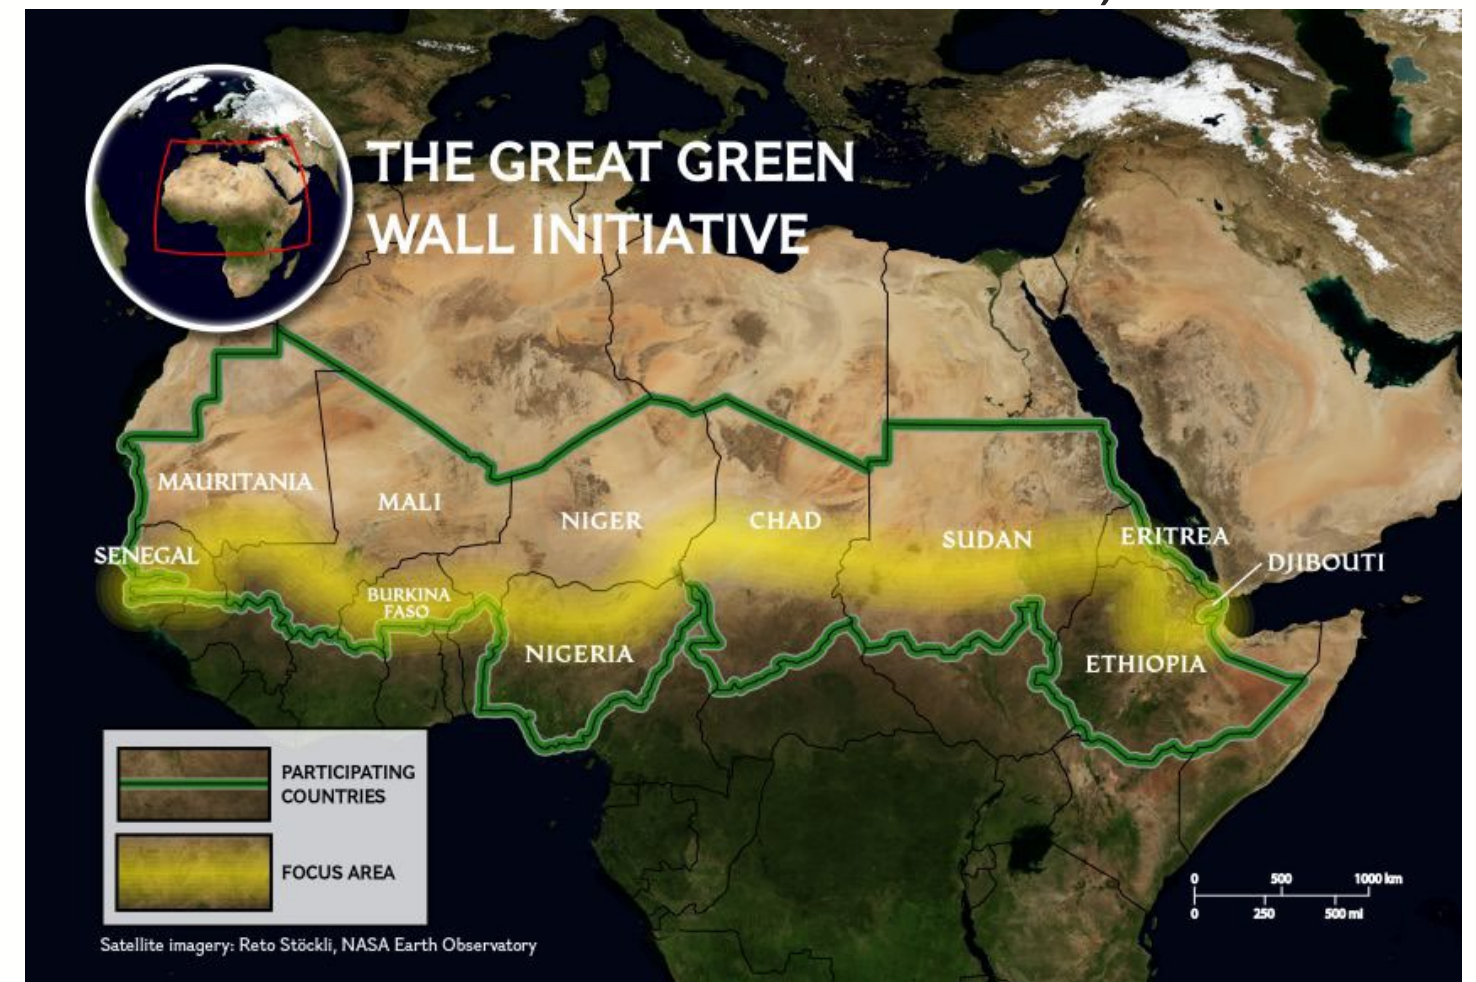 THE GREAT GREEN
WALL INITIATIVE
MAURITANIA
MALI
NIGER
CHAD
SUDAN
ERITREA
SENEGAL
DJIBOUTI
BURKINA
FASO
NIGERIA
ETHIOPIA
PARTICIPATING
COUNTRIES
FOCUS AREA
0 500 1000 km
0 250 500 mi
Satellite imagery: Reto Stöckli, NASA Earth Observatory